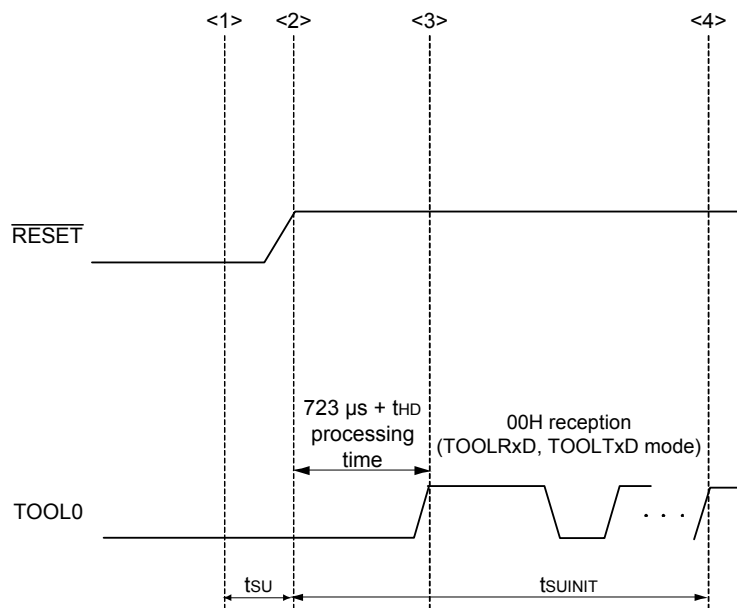 <1>
<2>
<3>
<4>
RESET
723 µs + tHD
processing
time
00H reception
(TOOLRxD, TOOLTxD mode)
TOOL0
tSU
tSUINIT